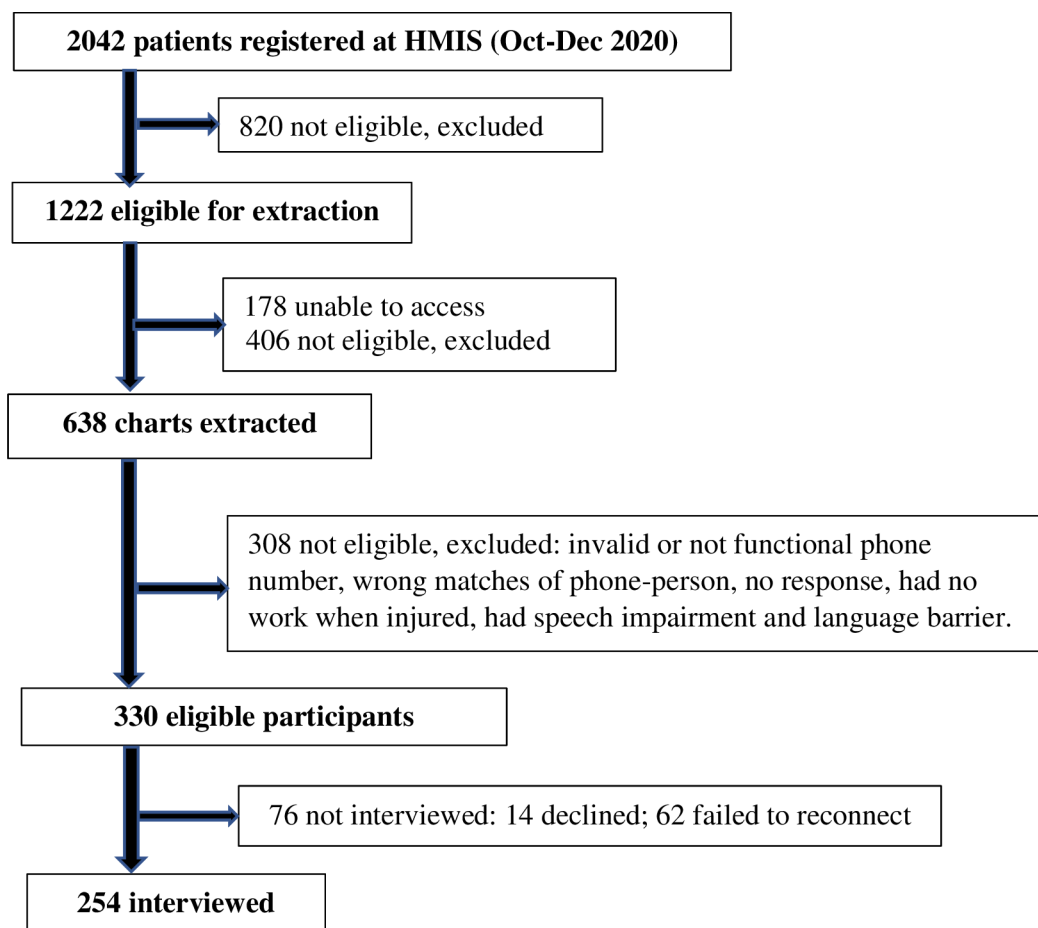 2042 patients registered at HMIS (Oct-Dec 2020)
820 not eligible, excluded
1222 eligible for extraction
178 unable to access
406 not eligible, excluded
638 charts extracted
308 not eligible, excluded: invalid or not functional phone
number, wrong matches of phone-person, no response, had no
work when injured, had speech impairment and language barrier.
330 eligible participants
76 not interviewed: 14 declined; 62 failed to reconnect
254 interviewed